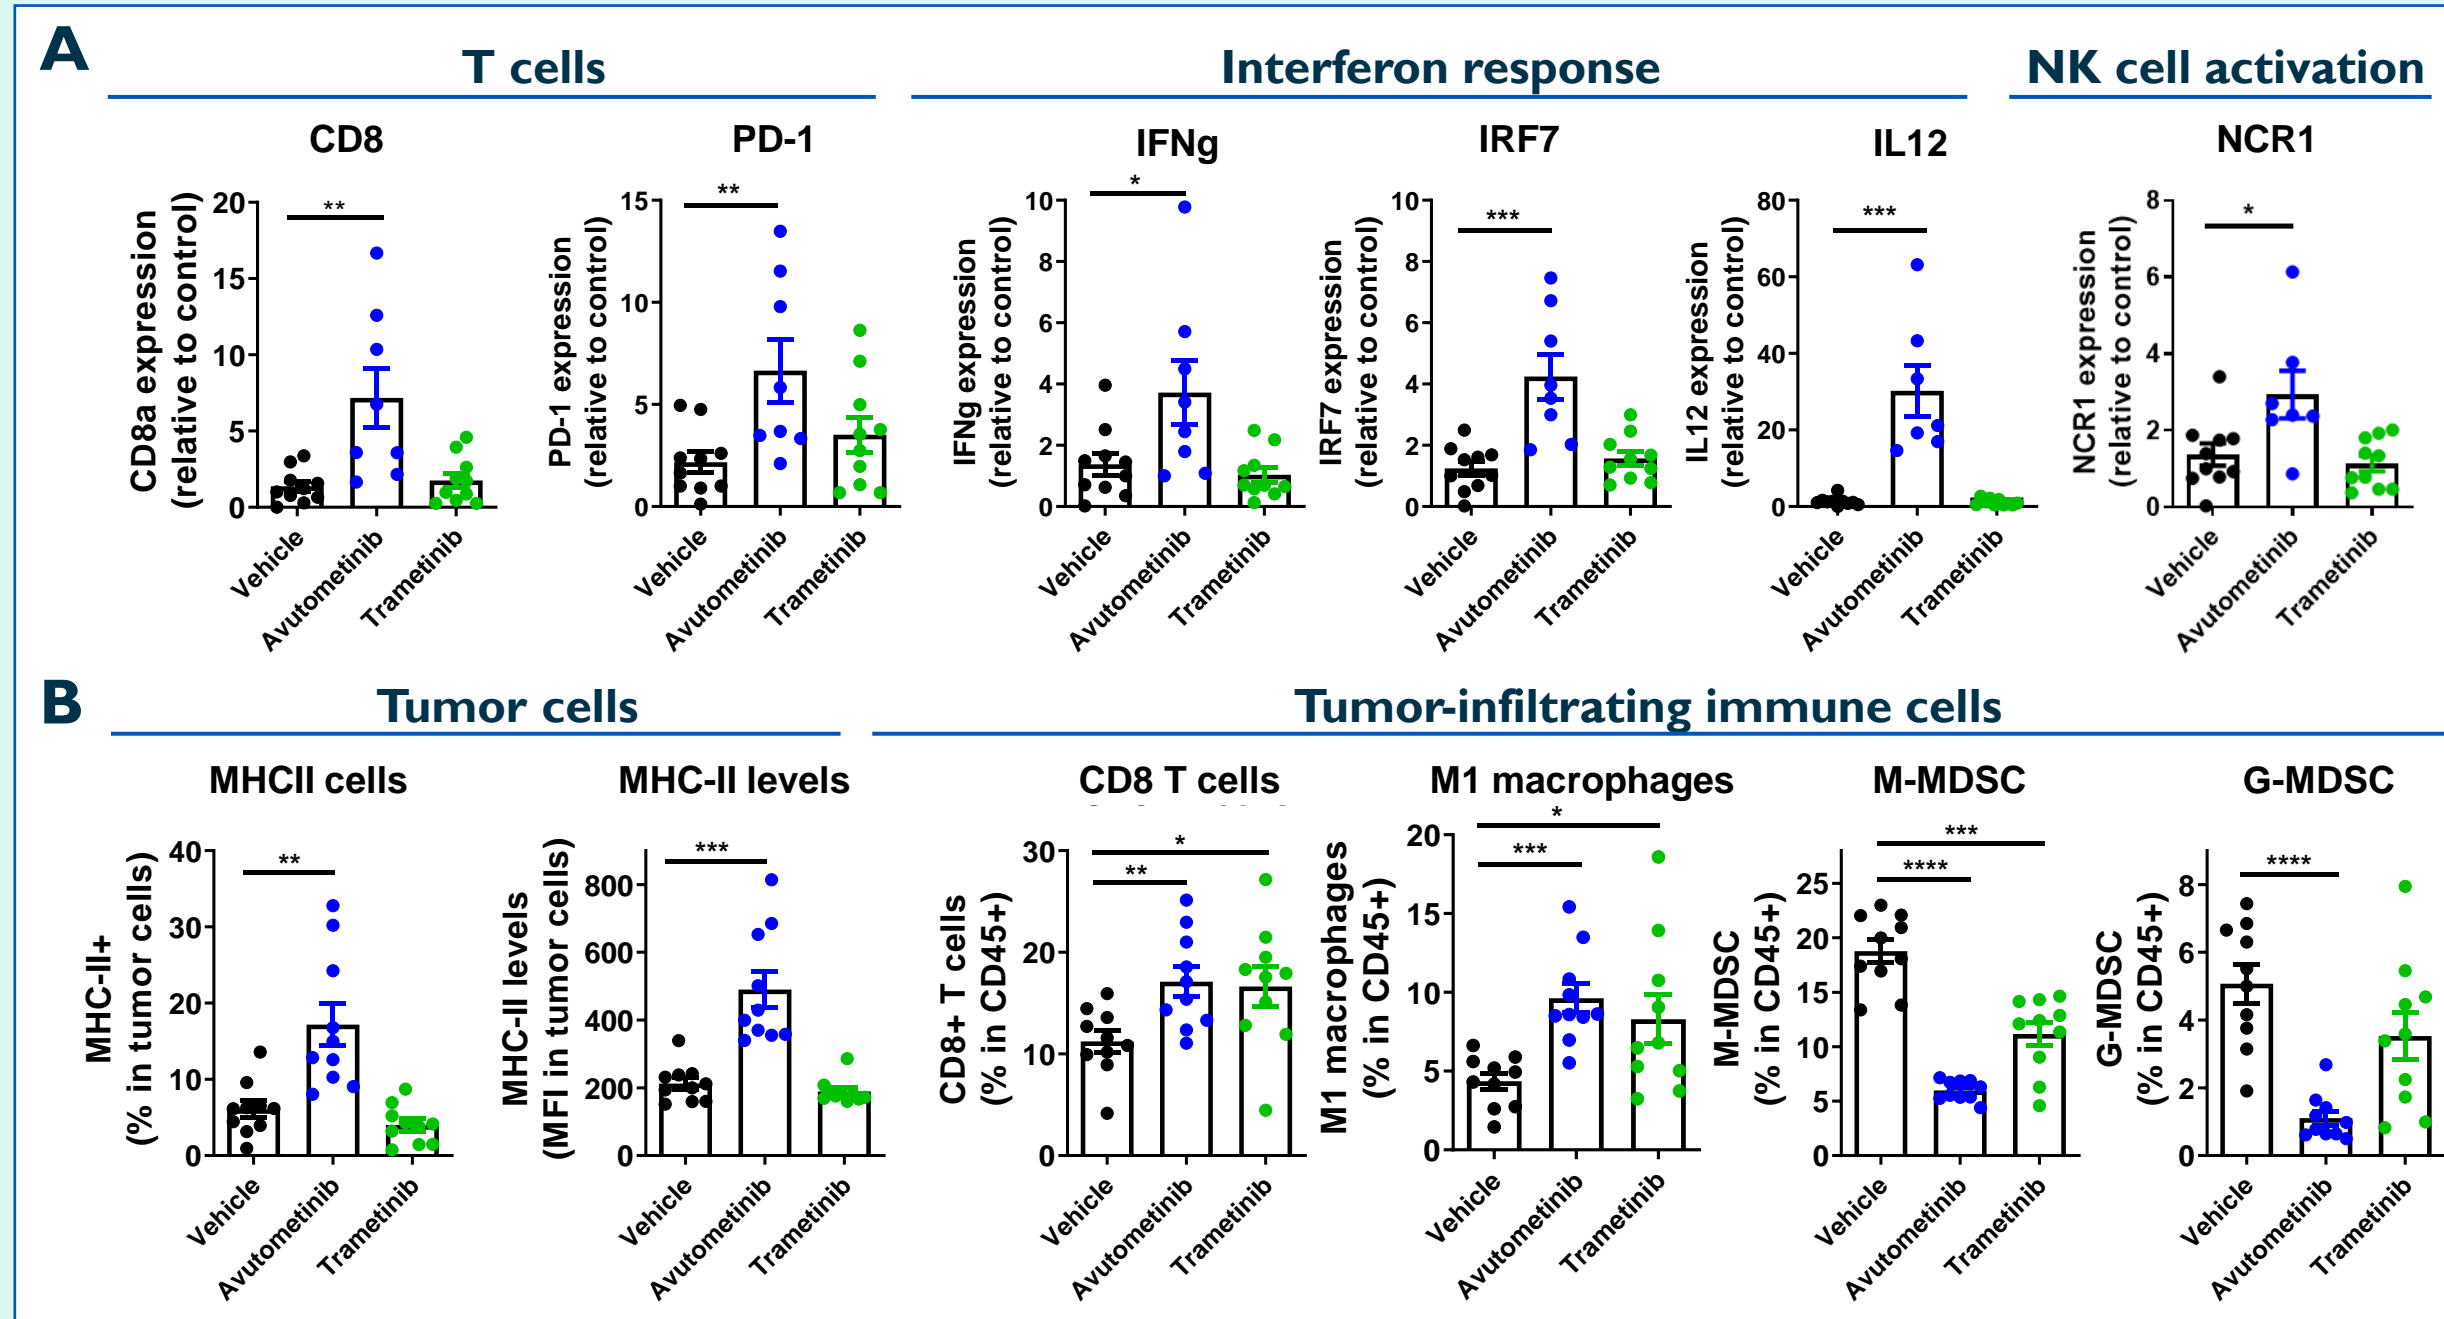 A
T cells
Interferon response
NK cell activation
CD8
PD-1
IFNg
IRF7
IL12
NCR1
CD8a expression
(relative to control)
20
15
10
5
0
**
Vehicle
Avutometinib
Trametinib
PD-1 expression
(relative to control)
15
10
5
0
**
Vehicle
Avutometinib
Trametinib
IFNg expression
(relative to control)
10
8
6
4
2
0
*
Vehicle
Avutometinib
Trametinib
IRF7 expression
(relative to control)
10
8
6
4
2
0
***
Vehicle
Avutometinib
Trametinib
IL12 expression
(relative to control)
80
60
40
20
0
***
Vehicle
Avutometinib
Trametinib
NCR1 expression
(relative to control)
8
6
4
2
0
*
Vehicle
Avutometinib
Trametinib
B
Tumor cells
Tumor-infiltrating immune cells
MHCII cells
MHC-II levels
CD8 T cells
M1 macrophages
M-MDSC
G-MDSC
MHC-II+
(% in tumor cells)
40
30
20
10
0
**
Vehicle
Avutometinib
Trametinib
MHC-II levels
(MFI in tumor cells)
800
600
400
200
0
***
Vehicle
Avutometinib
Trametinib
CD8+ T cells
(% in CD45+)
30
20
10
0
*
**
Vehicle
Avutometinib
Trametinib
M1 macrophages
(% in CD45+)
20
15
10
5
0
*
***
Vehicle
Avutometinib
Trametinib
M-MDSC
(% in CD45+)
25
20
15
10
5
0
***
****
Vehicle
Avutometinib
Trametinib
G-MDSC
(% in CD45+)
8
6
4
2
0
****
Vehicle
Avutometinib
Trametinib